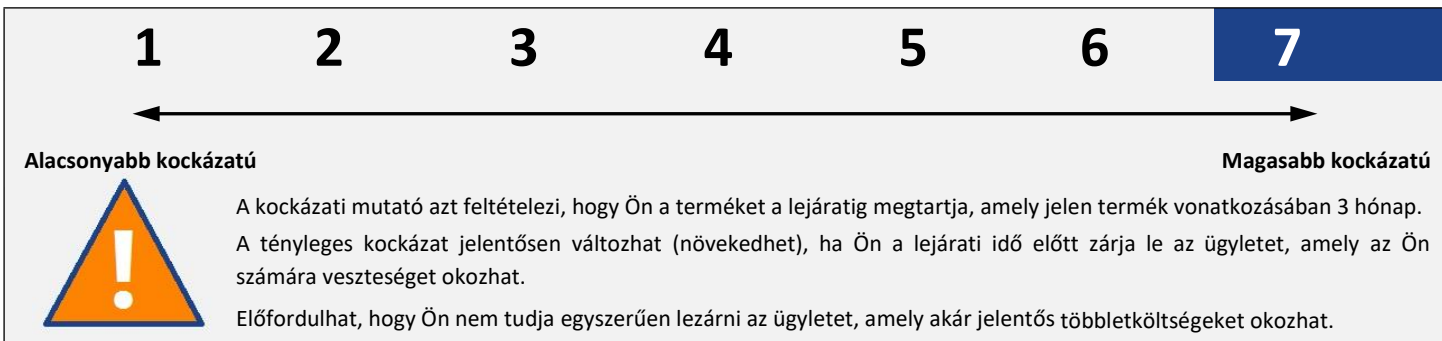 1 2 3 4 5 6 7
Alacsonyabb kockázatú Magasabb kockázatú
A kockázati mutató azt feltételezi, hogy Ön a terméket a lejáratig megtartja, amely jelen termék vonatkozásában 3 hónap.
A tényleges kockázat jelentősen változhat (növekedhet), ha Ön a lejárati idő előtt zárja le az ügyletet, amely az Ön
számára veszteséget okozhat.
Előfordulhat, hogy Ön nem tudja egyszerűen lezárni az ügyletet, amely akár jelentős többletköltségeket okozhat.
!